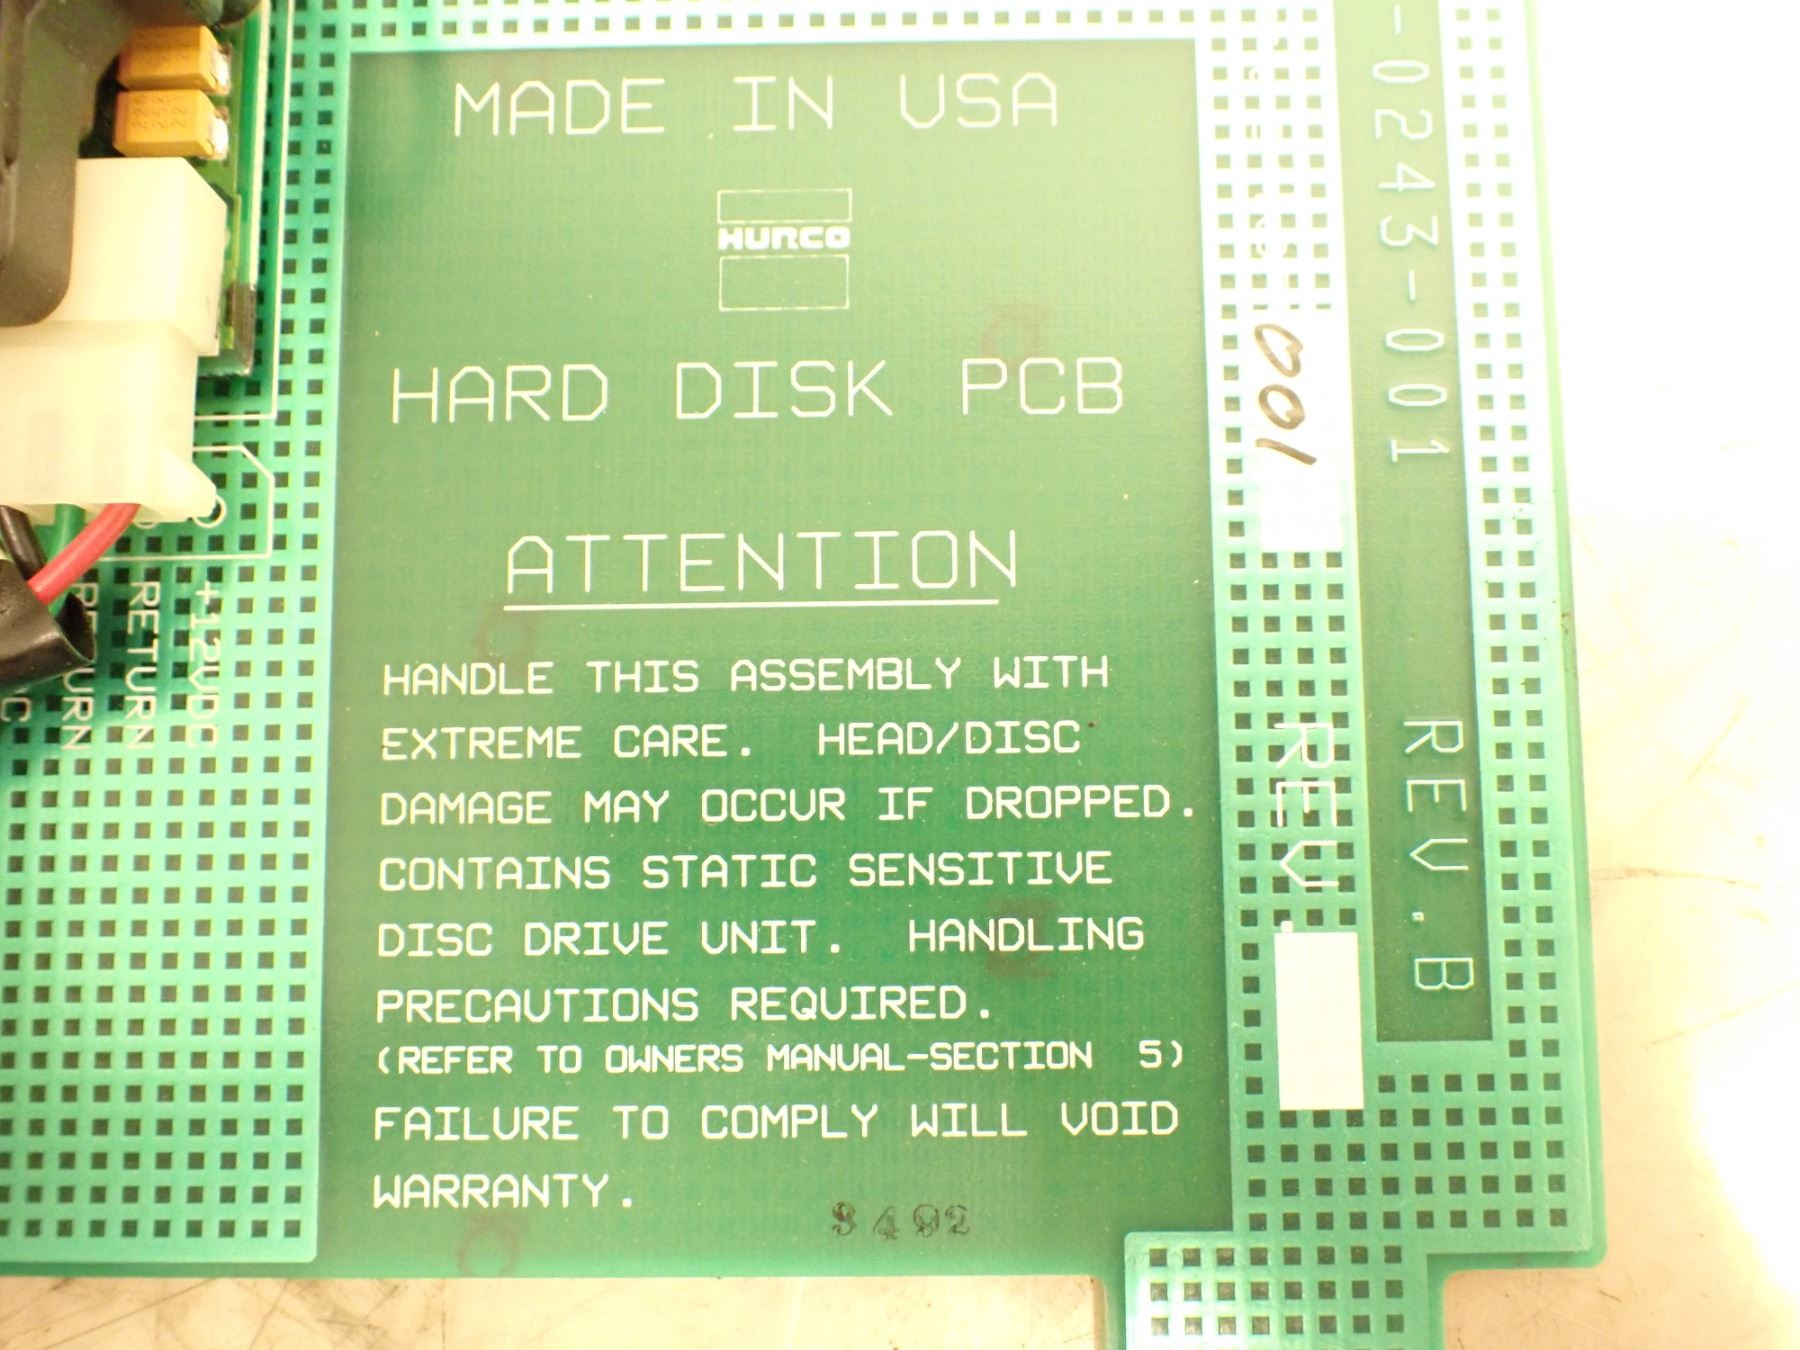 MADE IN USA
HURCO
HARD DISK PCB
ATTENTION
HANDLE THIS ASSEMBLY WITH
EXTREME CARE. HEAD/DISC
DAMAGE MAY OCCUR IF DROPPED.
CONTAINS STATIC SENSITIVE
DISC DRIVE UNIT. HANDLING
PRECAUTIONS REQUIRED.
(REFER TO OWNERS MANUAL-SECTION 5)
FAILURE TO COMPLY WILL VOID
WARRANTY.
3492
+12VDC
RETURN
001
REV.
-0243-001 REV.B